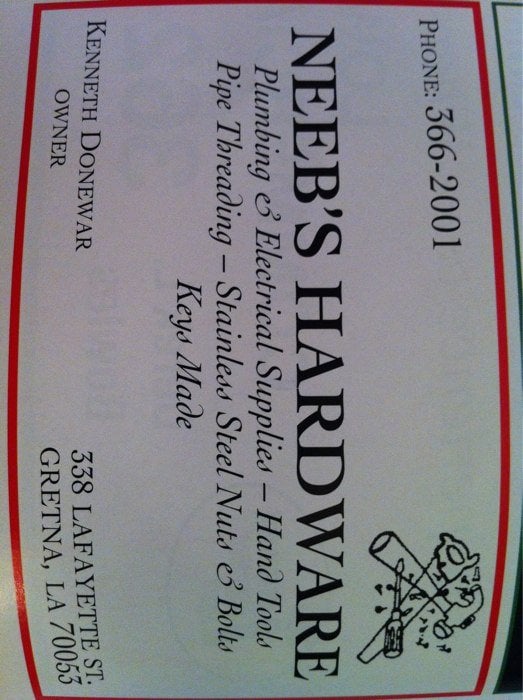 PHONE: 366-2001
NEEB'S HARDWARE
Plumbing & Electrical Supplies – Hand Tools
Pipe Threading – Stainless Steel Nuts & Bolts
Keys Made
KENNETH DONEWAR
OWNER
338 LAFAYETTE ST.
GRETNA, LA 70053